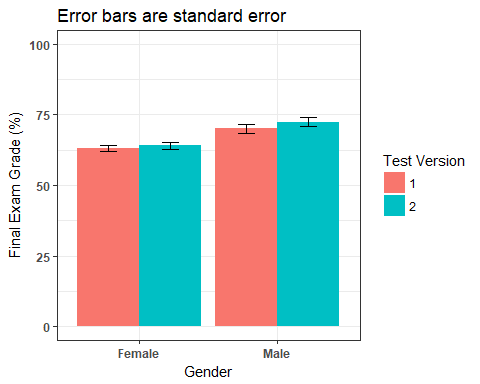 Error bars are standard error
100
75
50
25
0
Final Exam Grade (%)
Female Male
Gender
Test Version
1
2